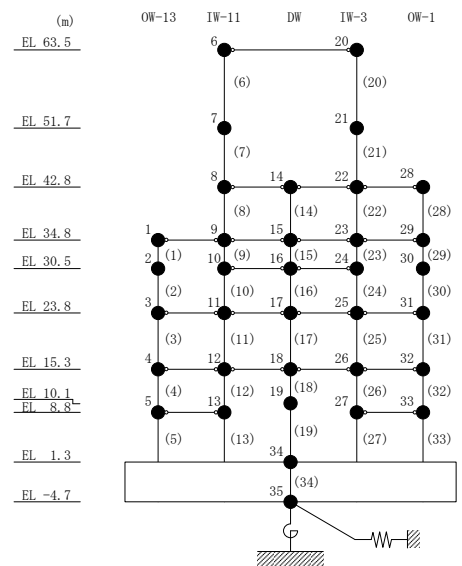 (m) OW-13 IW-11 DW IW-3 OW-1
EL 63.5 6 20
(6) (20)
EL 51.7 7 21
(7) (21)
EL 42.8 8 14 22 28
(8) (14) (22) (28)
EL 34.8 1 9 15 23 29
(1) (9) (15) (23) (29)
EL 30.5 2 10 16 24 30
(2) (10) (16) (24) (30)
EL 23.8 3 11 17 25 31
(3) (11) (17) (25) (31)
EL 15.3 4 12 18 26 32
(4) (12) (18) (26) (32)
EL 10.1 19
EL 8.8 5 13 27 33
(5) (13) (19) (27) (33)
EL 1.3 34
(34)
EL -4.7 35